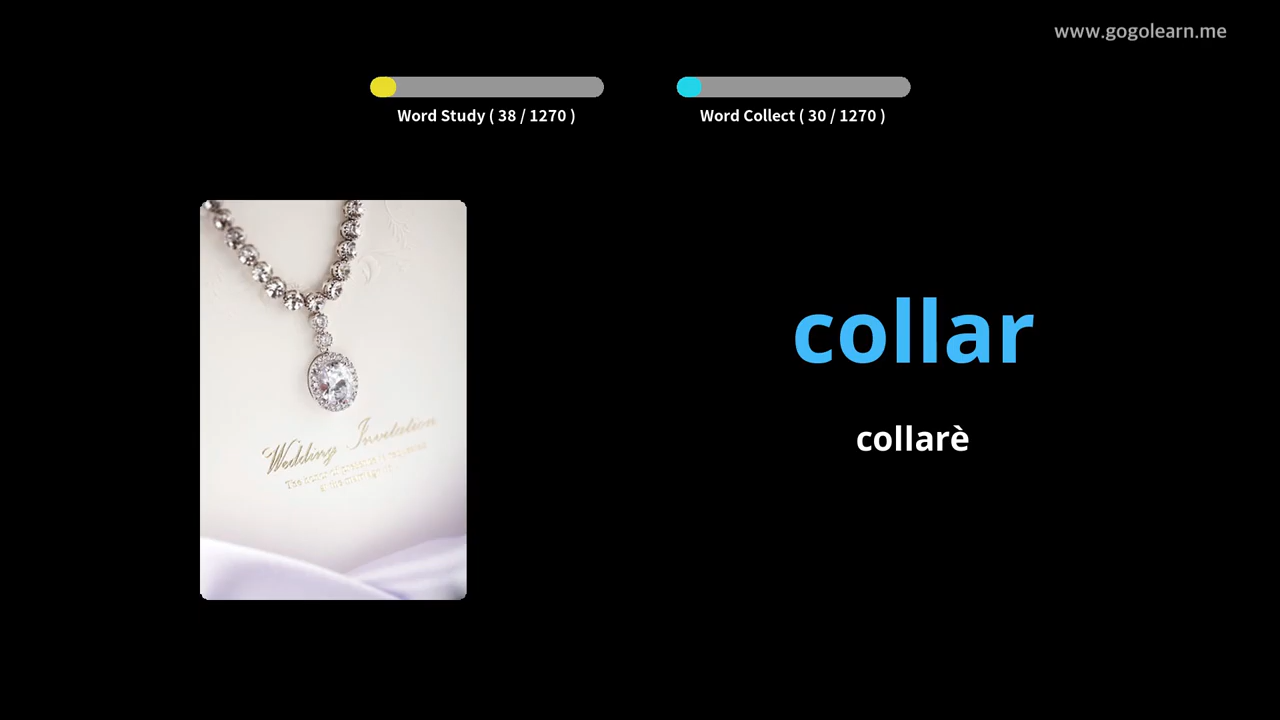 www.gogolearn.me
Word Study ( 38 / 1270 )
Word Collect ( 30 / 1270 )
collar
collarè
Wedding Invitation